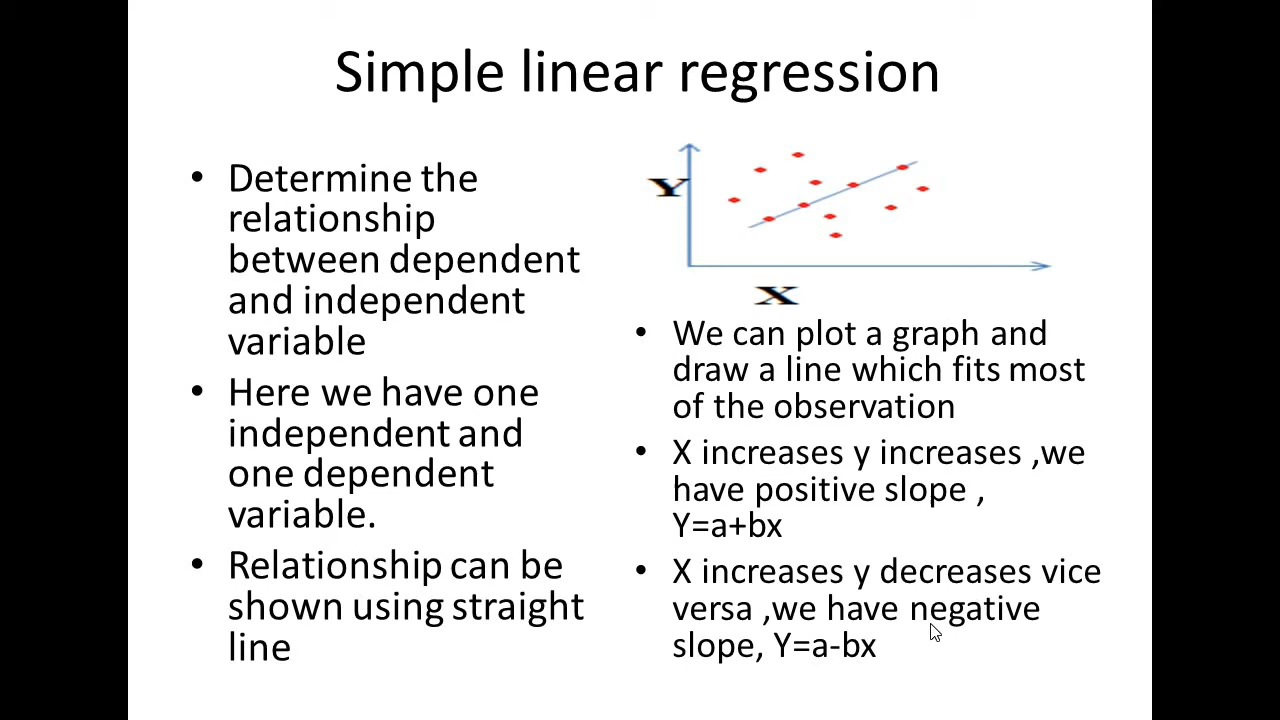 Simple linear regression
• Determine the
relationship
between dependent
and independent
variable
• Here we have one
independent and
one dependent
variable.
• Relationship can be
shown using straight
line
Y
X
• We can plot a graph and
draw a line which fits most
of the observation
• X increases y increases ,we
have positive slope ,
Y=a+bx
• X increases y decreases vice
versa ,we have negative
slope, Y=a-bx